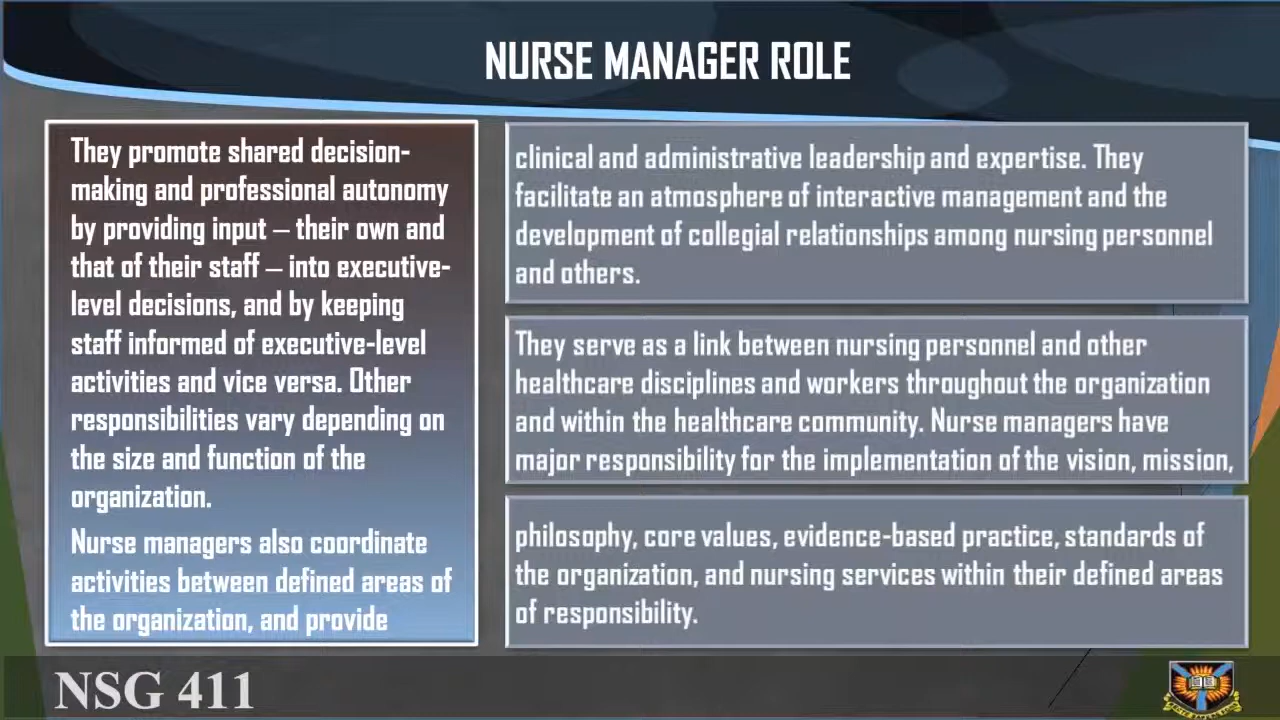 NURSE MANAGER ROLE
They promote shared decision-
making and professional autonomy
by providing input – their own and
that of their staff – into executive-
level decisions, and by keeping
staff informed of executive-level
activities and vice versa. Other
responsibilities vary depending on
the size and function of the
organization.
Nurse managers also coordinate
activities between defined areas of
the organization, and provide
clinical and administrative leadership and expertise. They
facilitate an atmosphere of interactive management and the
development of collegial relationships among nursing personnel
and others.
They serve as a link between nursing personnel and other
healthcare disciplines and workers throughout the organization
and within the healthcare community. Nurse managers have
major responsibility for the implementation of the vision, mission,
philosophy, core values, evidence-based practice, standards of
the organization, and nursing services within their defined areas
of responsibility.
NSG 411